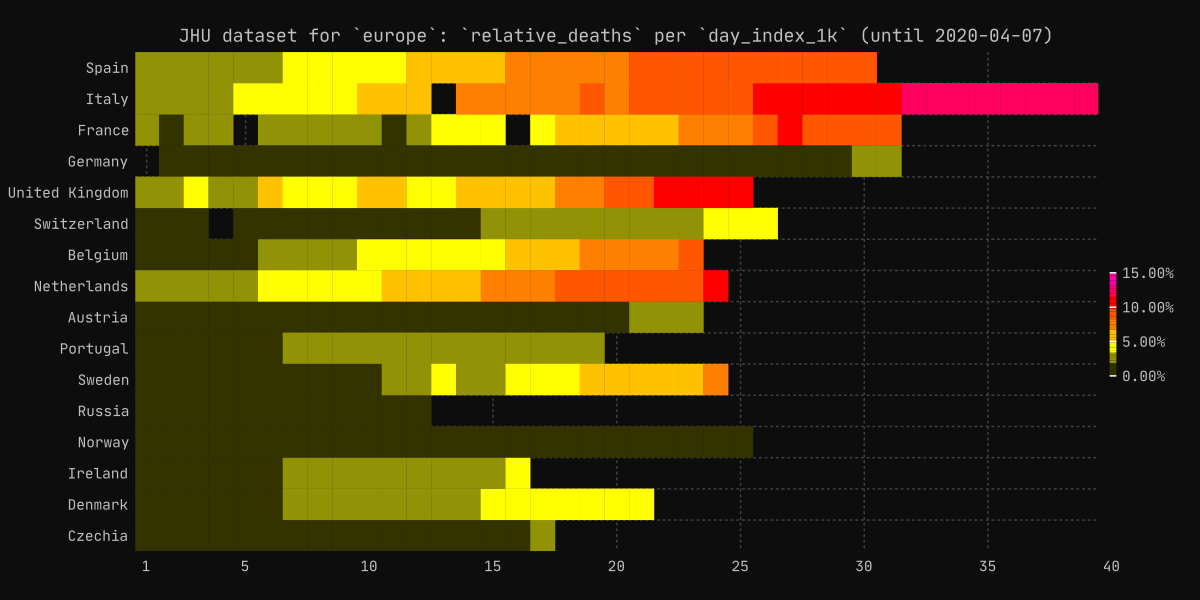 JHU dataset for `europe`: `relative_deaths` per `day_index_1k` (until 2020-04-07)
Spain
Italy
France
Germany
United Kingdom
Switzerland
Belgium
Netherlands
Austria
Portugal
Sweden
Russia
Norway
Ireland
Denmark
Czechia
15.00%
10.00%
5.00%
0.00%
1 5 10 15 20 25 30 35 40